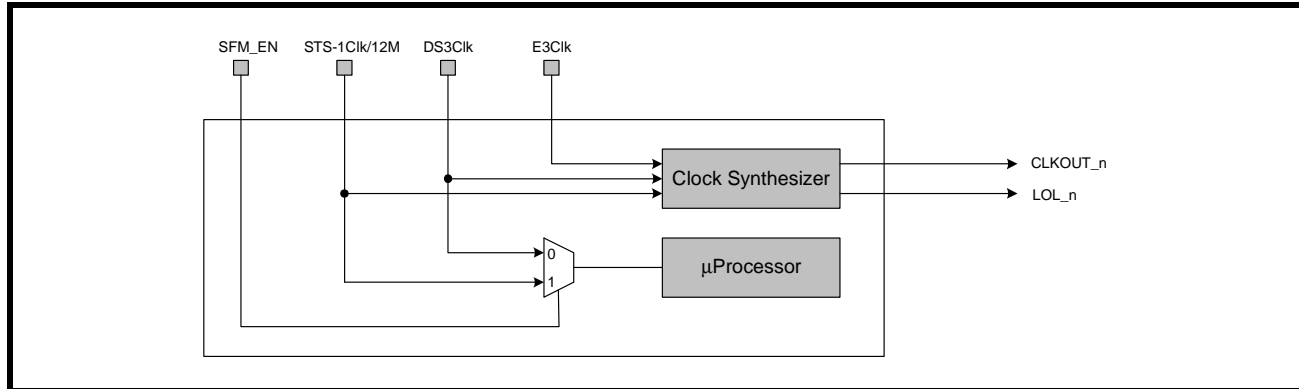 SFM_EN STS-1Clk/12M DS3Clk E3Clk
Clock Synthesizer
CLKOUT_n
LOL_n
0
1
μProcessor